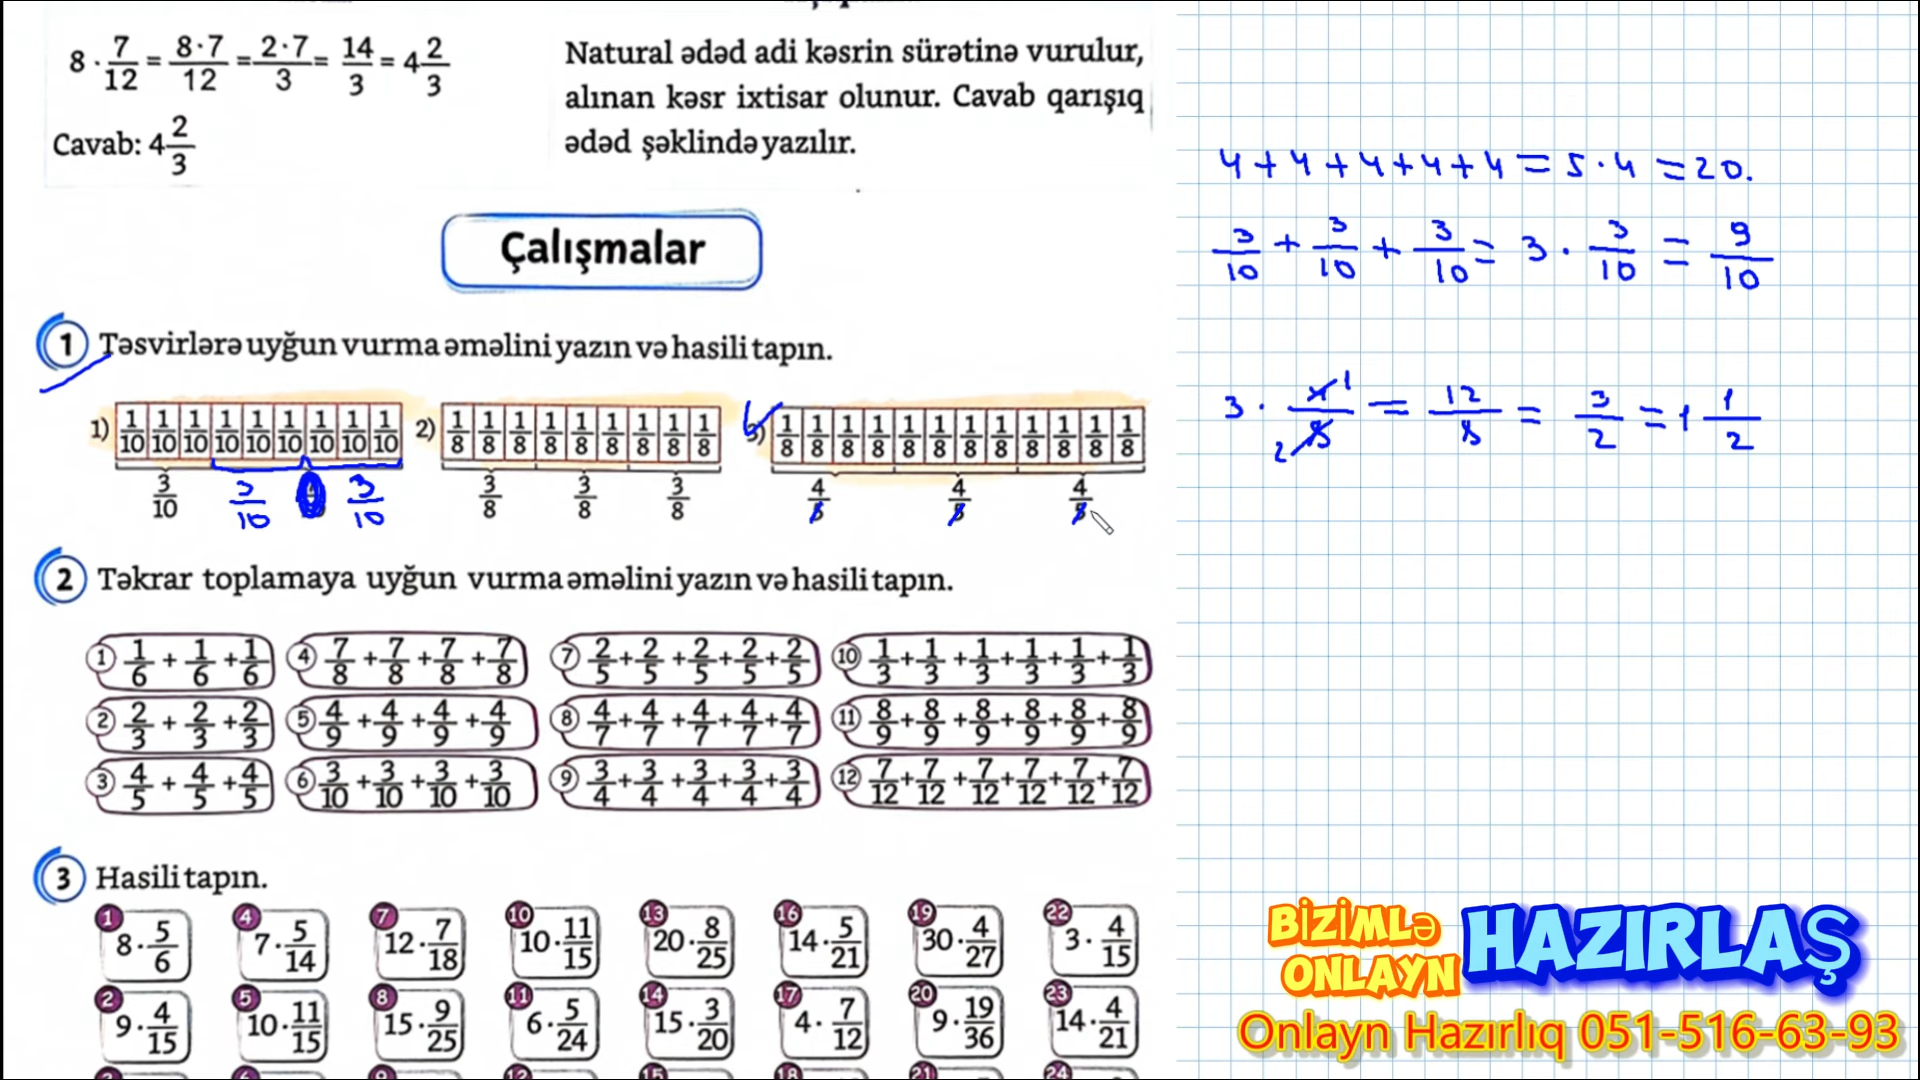 8 · 7/12 = 8·7/12 = 2·7/3 = 14/3 = 4 2/3
Cavab: 4 2/3
Natural ədəd adi kəsrin sürətinə vurulur,
alınan kəsr ixtisar olunur. Cavab qarışıq
ədəd şəklində yazılır.
Çalışmalar
1 Təsvirlərə uyğun vurma əməlini yazın və hasili tapın.
1) 1/10 1/10 1/10 1/10 1/10 1/10 1/10 1/10 1/10
3/10 3/10 3/10
2) 1/8 1/8 1/8 1/8 1/8 1/8 1/8 1/8 1/8
3/8 3/8 3/8
3) 1/8 1/8 1/8 1/8 1/8 1/8 1/8 1/8 1/8 1/8 1/8 1/8
4/8 4/8 4/8
2 Təkrar toplamaya uyğun vurma əməlini yazın və hasili tapın.
1 1/6 + 1/6 + 1/6
4 7/8 + 7/8 + 7/8 + 7/8
7 2/5 + 2/5 + 2/5 + 2/5 + 2/5
10 1/3 + 1/3 + 1/3 + 1/3 + 1/3 + 1/3
2 2/3 + 2/3 + 2/3
5 4/9 + 4/9 + 4/9 + 4/9
8 4/7 + 4/7 + 4/7 + 4/7 + 4/7
11 8/9 + 8/9 + 8/9 + 8/9 + 8/9 + 8/9
3 4/5 + 4/5 + 4/5
6 3/10 + 3/10 + 3/10 + 3/10
9 3/4 + 3/4 + 3/4 + 3/4 + 3/4
12 7/12 + 7/12 + 7/12 + 7/12 + 7/12 + 7/12
3 Hasili tapın.
1 8 · 5/6
4 7 · 5/14
7 12 · 7/18
10 10 · 11/15
13 20 · 8/25
16 14 · 5/21
19 30 · 4/27
22 3 · 4/15
2 9 · 4/15
5 10 · 11/15
8 15 · 9/25
11 6 · 5/24
14 15 · 3/20
17 4 · 7/12
20 9 · 19/36
23 14 · 4/21
4 + 4 + 4 + 4 + 4 = 5 · 4 = 20.
3/10 + 3/10 + 3/10 = 3 · 3/10 = 9/10
3 · 4 1/8 2 = 12/8 = 3/2 = 1 1/2
BİZİMLƏ
ONLAYN
HAZIRLAŞ
Onlayn Hazırlıq 051-516-63-93